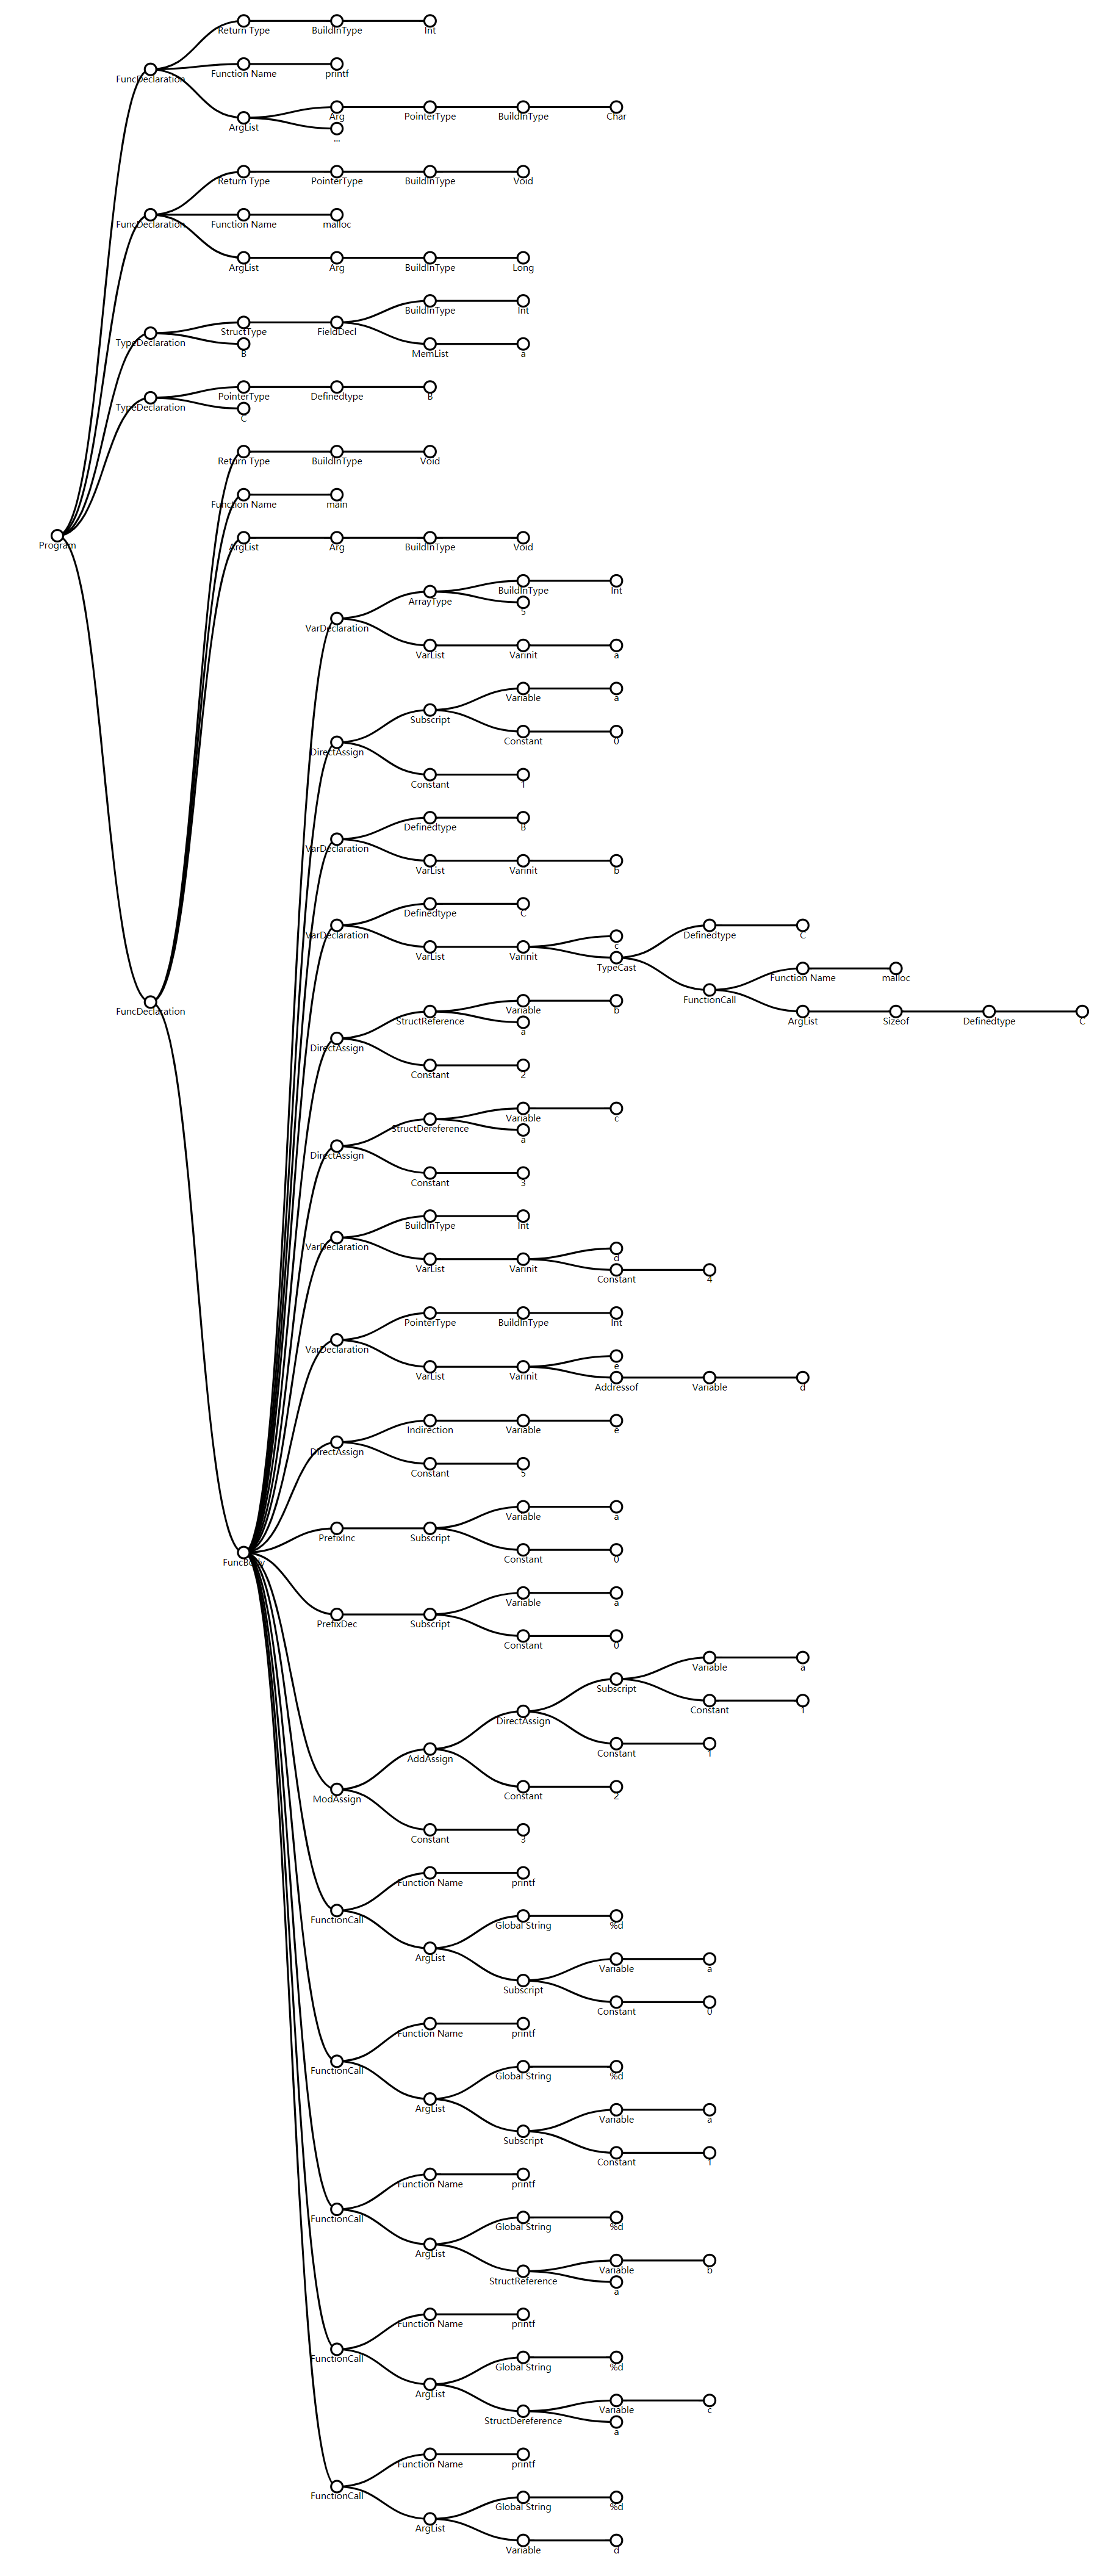 Return Type BuildInType Int
FuncDeclaration Function Name printf
ArgList Arg PointerType BuildInType Char
...
Return Type PointerType BuildInType Void
FuncDeclaration Function Name malloc
ArgList Arg BuildInType Long
BuildInType Int
TypeDeclaration StructType FieldDecl
B MemList a
PointerType Definedtype B
TypeDeclaration C
Return Type BuildInType Void
Function Name main
Program ArgList Arg BuildInType Void
ArrayType BuildInType Int
5
VarDeclaration
VarList Varinit a
Variable a
Subscript
Constant 0
DirectAssign
Constant 1
Definedtype B
VarDeclaration
VarList Varinit b
Definedtype C
VarDeclaration Definedtype C
VarList Varinit c
TypeCast
Function Name malloc
FunctionCall
FuncDeclaration StructReference Variable b
a ArgList Sizeof Definedtype C
DirectAssign
Constant 2
StructDereference Variable c
a
DirectAssign
Constant 3
BuildInType Int
VarDeclaration
VarList Varinit d
Constant 4
PointerType BuildInType Int
VarDeclaration
VarList Varinit e
Addressof Variable d
Indirection Variable e
DirectAssign
Constant 5
Variable a
PrefixInc Subscript
FuncBody Constant 0
Variable a
PrefixDec Subscript
Constant 0
Variable a
Subscript
Constant 1
DirectAssign
AddAssign Constant 1
ModAssign Constant 2
Constant 3
Function Name printf
FunctionCall Global String %d
ArgList
Variable a
Subscript
Constant 0
Function Name printf
FunctionCall Global String %d
ArgList
Variable a
Subscript
Constant 1
Function Name printf
FunctionCall Global String %d
ArgList
StructReference Variable b
a
Function Name printf
FunctionCall Global String %d
ArgList
StructDereference Variable c
a
Function Name printf
FunctionCall Global String %d
ArgList
Variable d